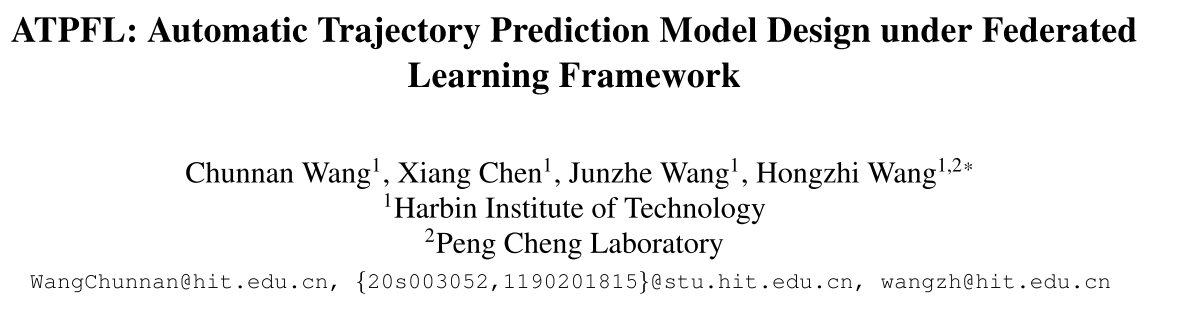 ATPFL: Automatic Trajectory Prediction Model Design under Federated
Learning Framework
Chunnan Wang1, Xiang Chen1, Junzhe Wang1, Hongzhi Wang1,2*
1Harbin Institute of Technology
2Peng Cheng Laboratory
WangChunnan@hit.edu.cn, {20s003052,1190201815}@stu.hit.edu.cn, wangzh@hit.edu.cn